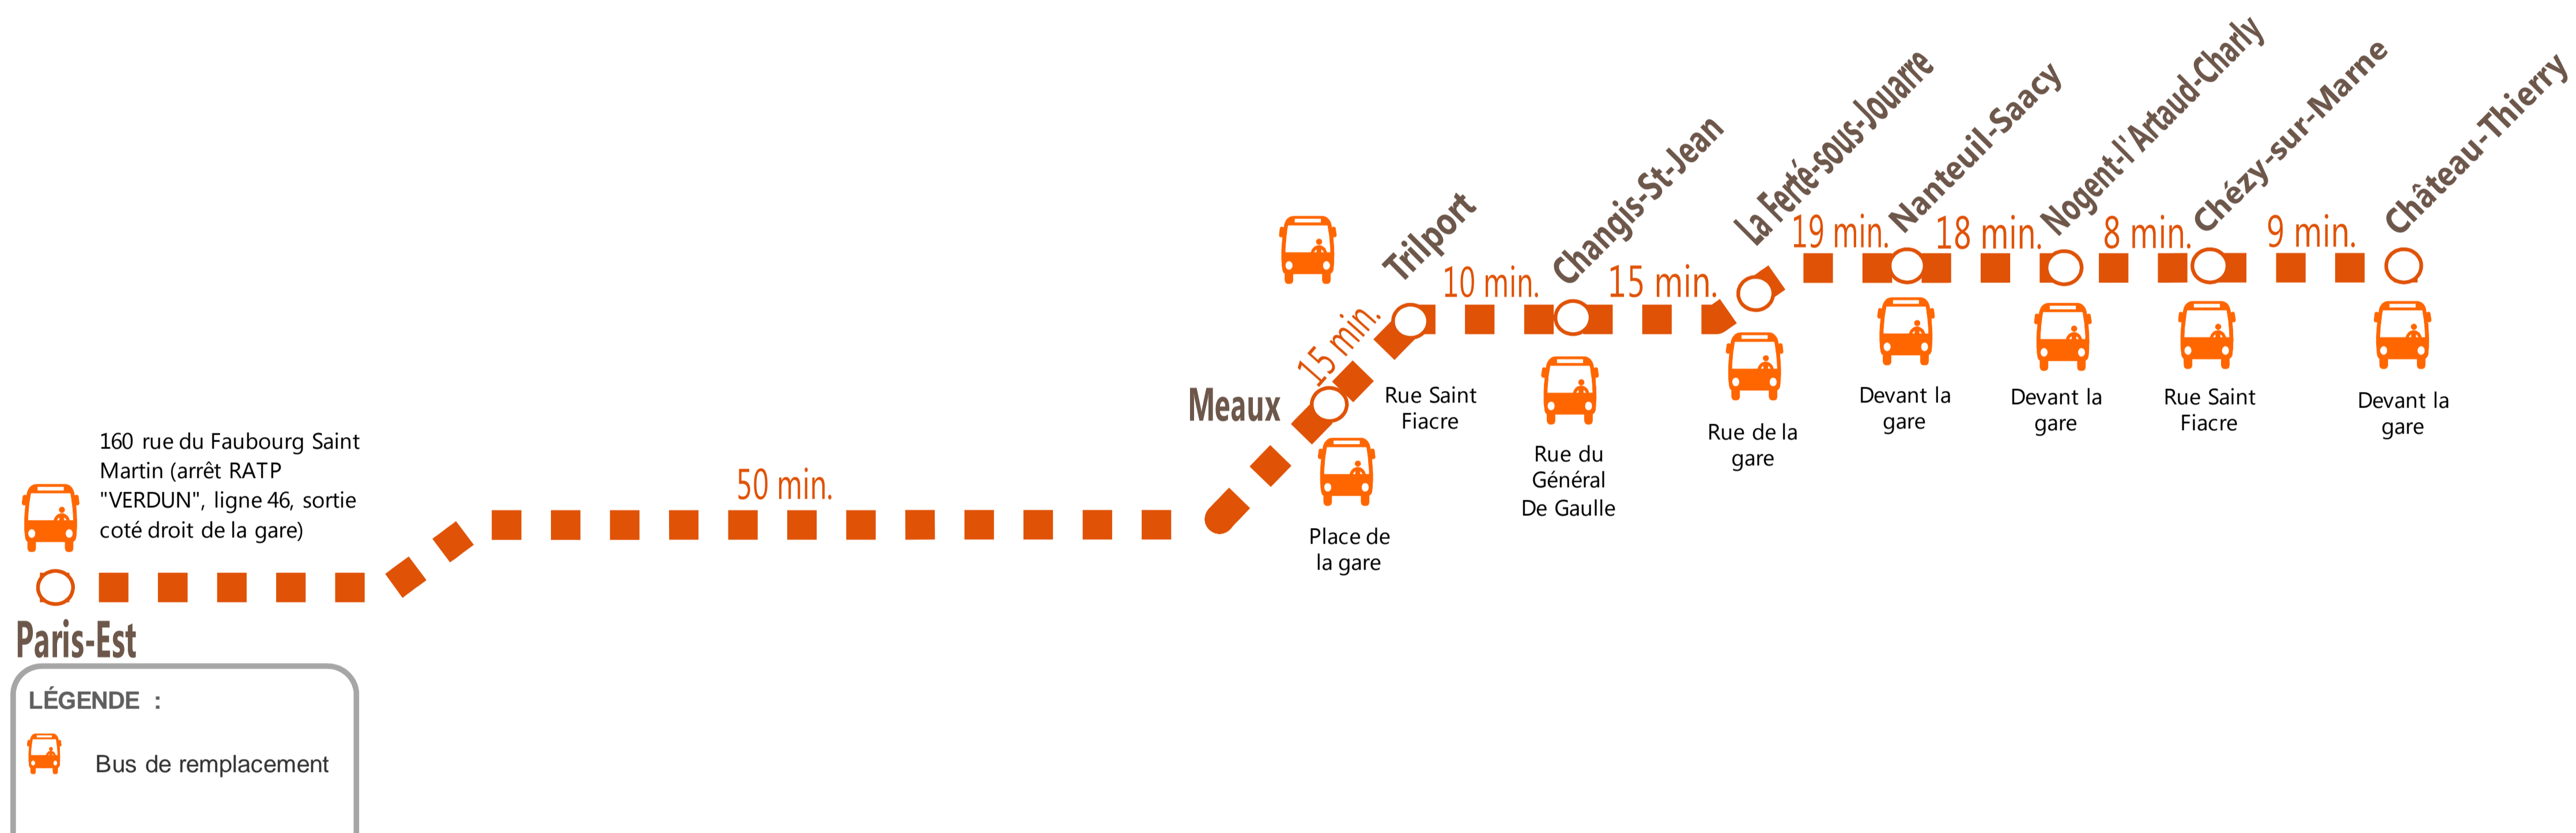 160 rue du Faubourg Saint
Martin (arrêt RATP
"VERDUN", ligne 46, sortie
coté droit de la gare)
Paris-Est
50 min.
Meaux
Place de
la gare
15 min.
Trilport
Rue Saint
Fiacre
10 min.
Changis-St-Jean
Rue du
Général
De Gaulle
15 min.
La Ferté-sous-Jouarre
Rue de la
gare
19 min.
Nanteuil-Saacy
Devant la
gare
18 min.
Nogent-l'Artaud-Charly
Devant la
gare
8 min.
Chézy-sur-Marne
Rue Saint
Fiacre
9 min.
Château-Thierry
Devant la
gare
LÉGENDE :
Bus de remplacement